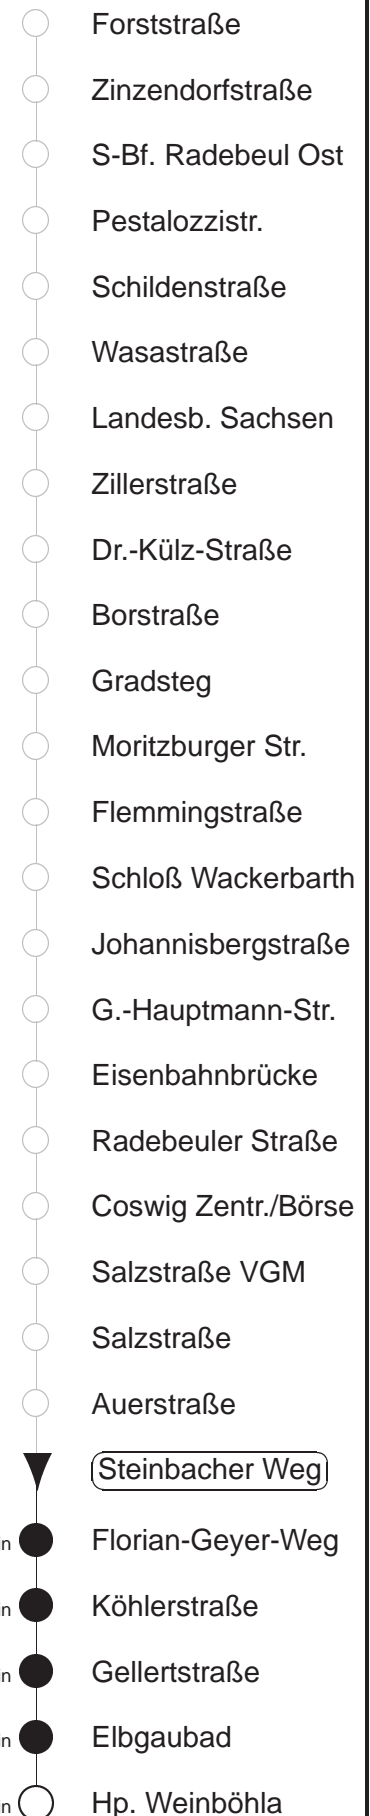 Forststraße
Zinzendorfstraße
S-Bf. Radebeul Ost
Pestalozzistr.
Schildenstraße
Wasastraße
Landesb. Sachsen
Zillerstraße
Dr.-Külz-Straße
Borstraße
Gradsteg
Moritzburger Str.
Flemmingstraße
Schloß Wackerbarth
Johannisbergstraße
G.-Hauptmann-Str.
Eisenbahnbrücke
Radebeuler Straße
Coswig Zentr./Börse
Salzstraße VGM
Salzstraße
Auerstraße
Steinbacher Weg
Florian-Geyer-Weg
Köhlerstraße
Gellertstraße
Elbgaubad
Hp. Weinböhla